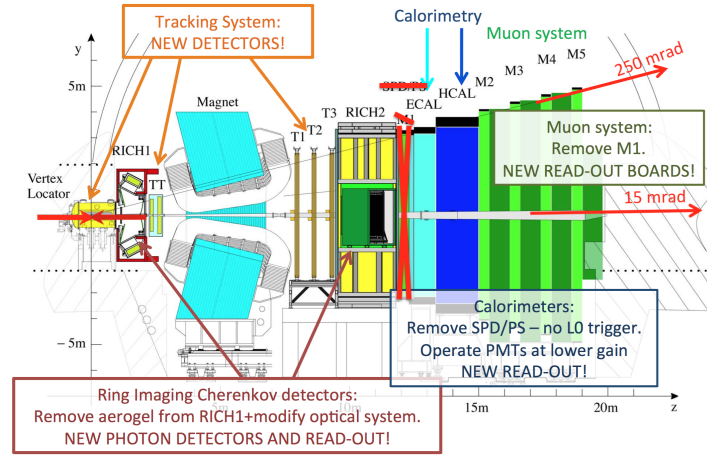 Tracking System:
NEW DETECTORS!
Calorimetry
Muon system
y
5m
Magnet
T3
RICH2
SPD/PS
ECAL
HCAL
M1
M2
M3
M4
M5
250 mrad
T1
T2
RICH1
TT
Vertex
Locator
Muon system:
Remove M1.
NEW READ-OUT BOARDS!
15 mrad
Calorimeters:
Remove SPD/PS – no L0 trigger.
Operate PMTs at lower gain
NEW READ-OUT!
– 5m
Ring Imaging Cherenkov detectors:
Remove aerogel from RICH1+modify optical system.
NEW PHOTON DETECTORS AND READ-OUT!
5m
10m
15m
20m
z